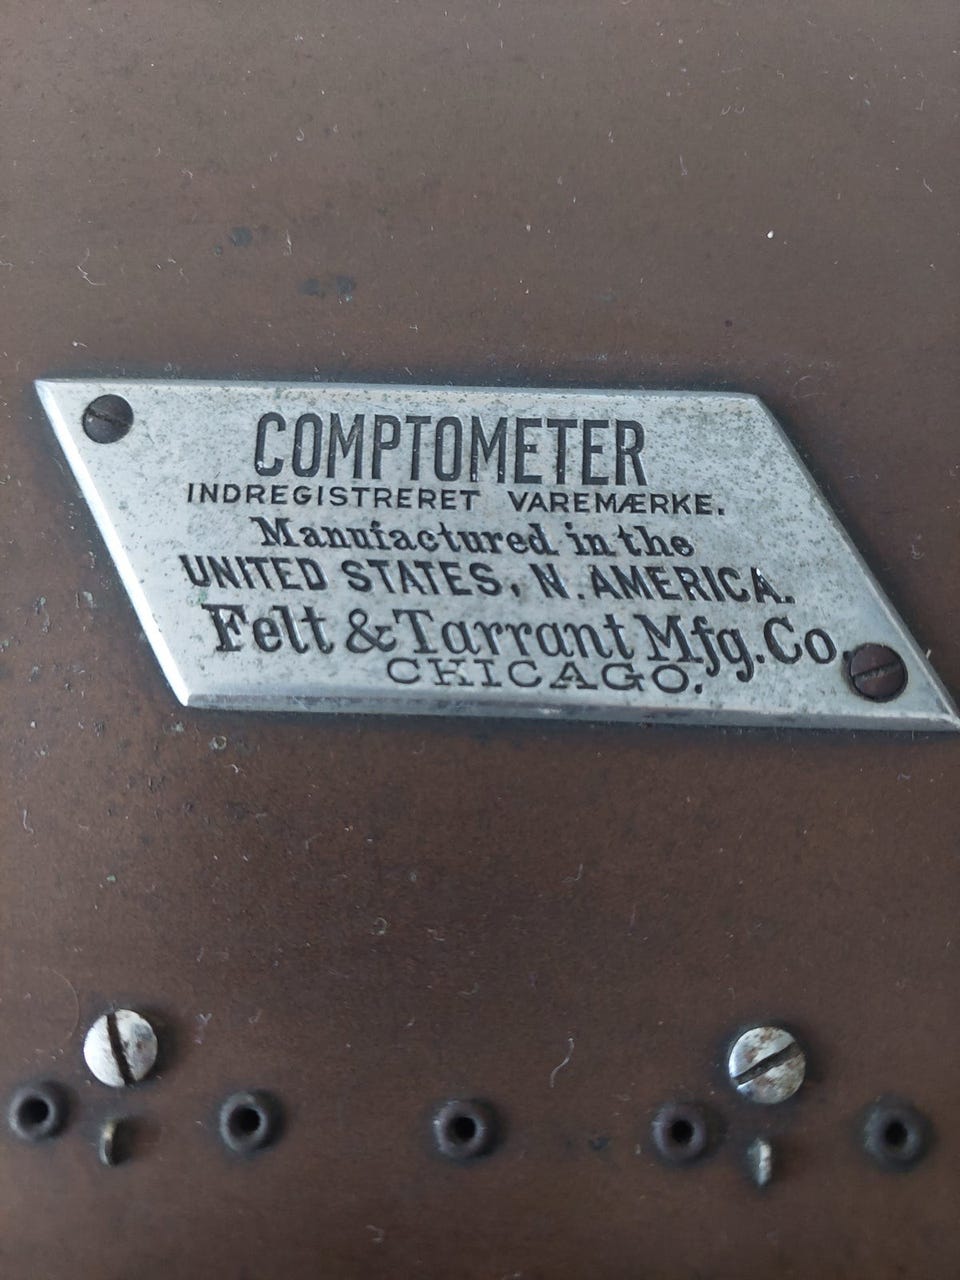 COMPTOMETER
INDREGISTRERET VAREMÆRKE.
Manufactured in the
UNITED STATES, N. AMERICA.
Felt & Tarrant Mfg. Co.
CHICAGO.